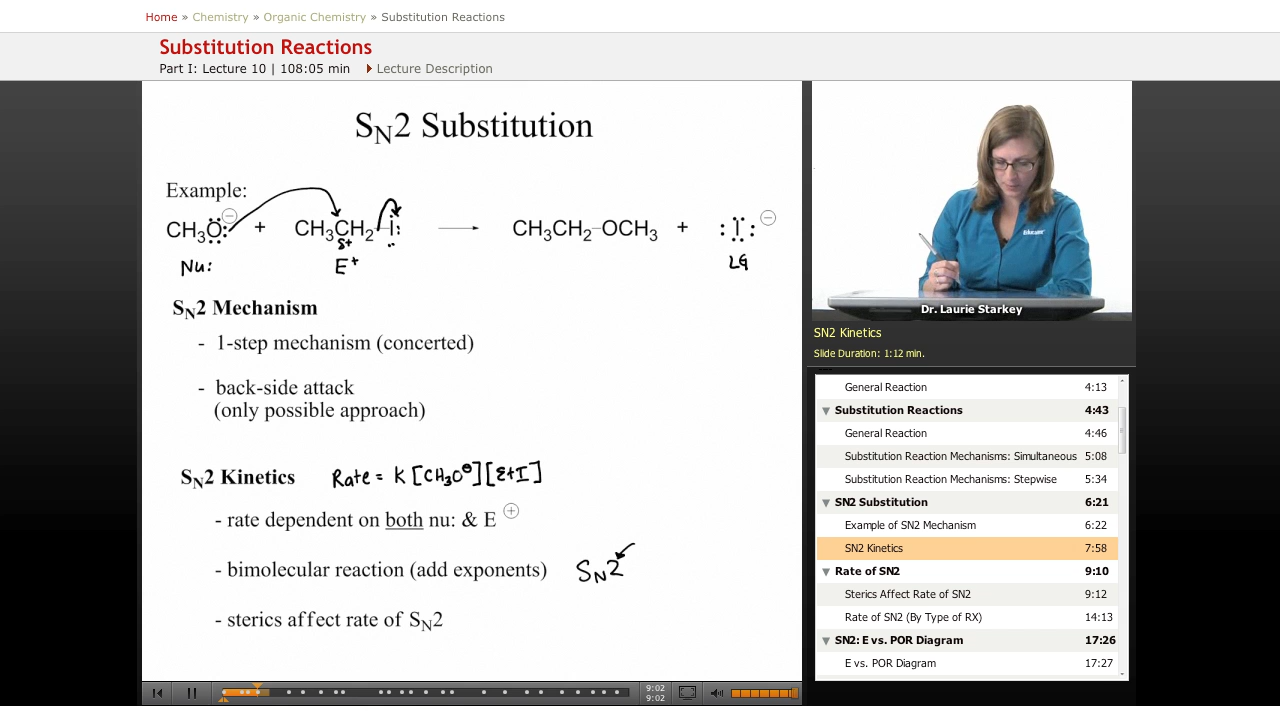 Home » Chemistry » Organic Chemistry » Substitution Reactions
Substitution Reactions
Part I: Lecture 10 | 108:05 min Lecture Description
SN2 Substitution
Example:
CH3O:⊖ + CH3CH2–I: → CH3CH2–OCH3 + :I:⊖
δ+
Nu: E+ LG
SN2 Mechanism
- 1-step mechanism (concerted)
- back-side attack
(only possible approach)
SN2 Kinetics Rate = K [CH3O⊖][EtI]
- rate dependent on both nu: & E⊕
- bimolecular reaction (add exponents) SN2
- sterics affect rate of SN2
Educator
Dr. Laurie Starkey
SN2 Kinetics
Slide Duration: 1:12 min.
General Reaction 4:13
Substitution Reactions 4:43
General Reaction 4:46
Substitution Reaction Mechanisms: Simultaneous 5:08
Substitution Reaction Mechanisms: Stepwise 5:34
SN2 Substitution 6:21
Example of SN2 Mechanism 6:22
SN2 Kinetics 7:58
Rate of SN2 9:10
Sterics Affect Rate of SN2 9:12
Rate of SN2 (By Type of RX) 14:13
SN2: E vs. POR Diagram 17:26
E vs. POR Diagram 17:27
9:02
9:02